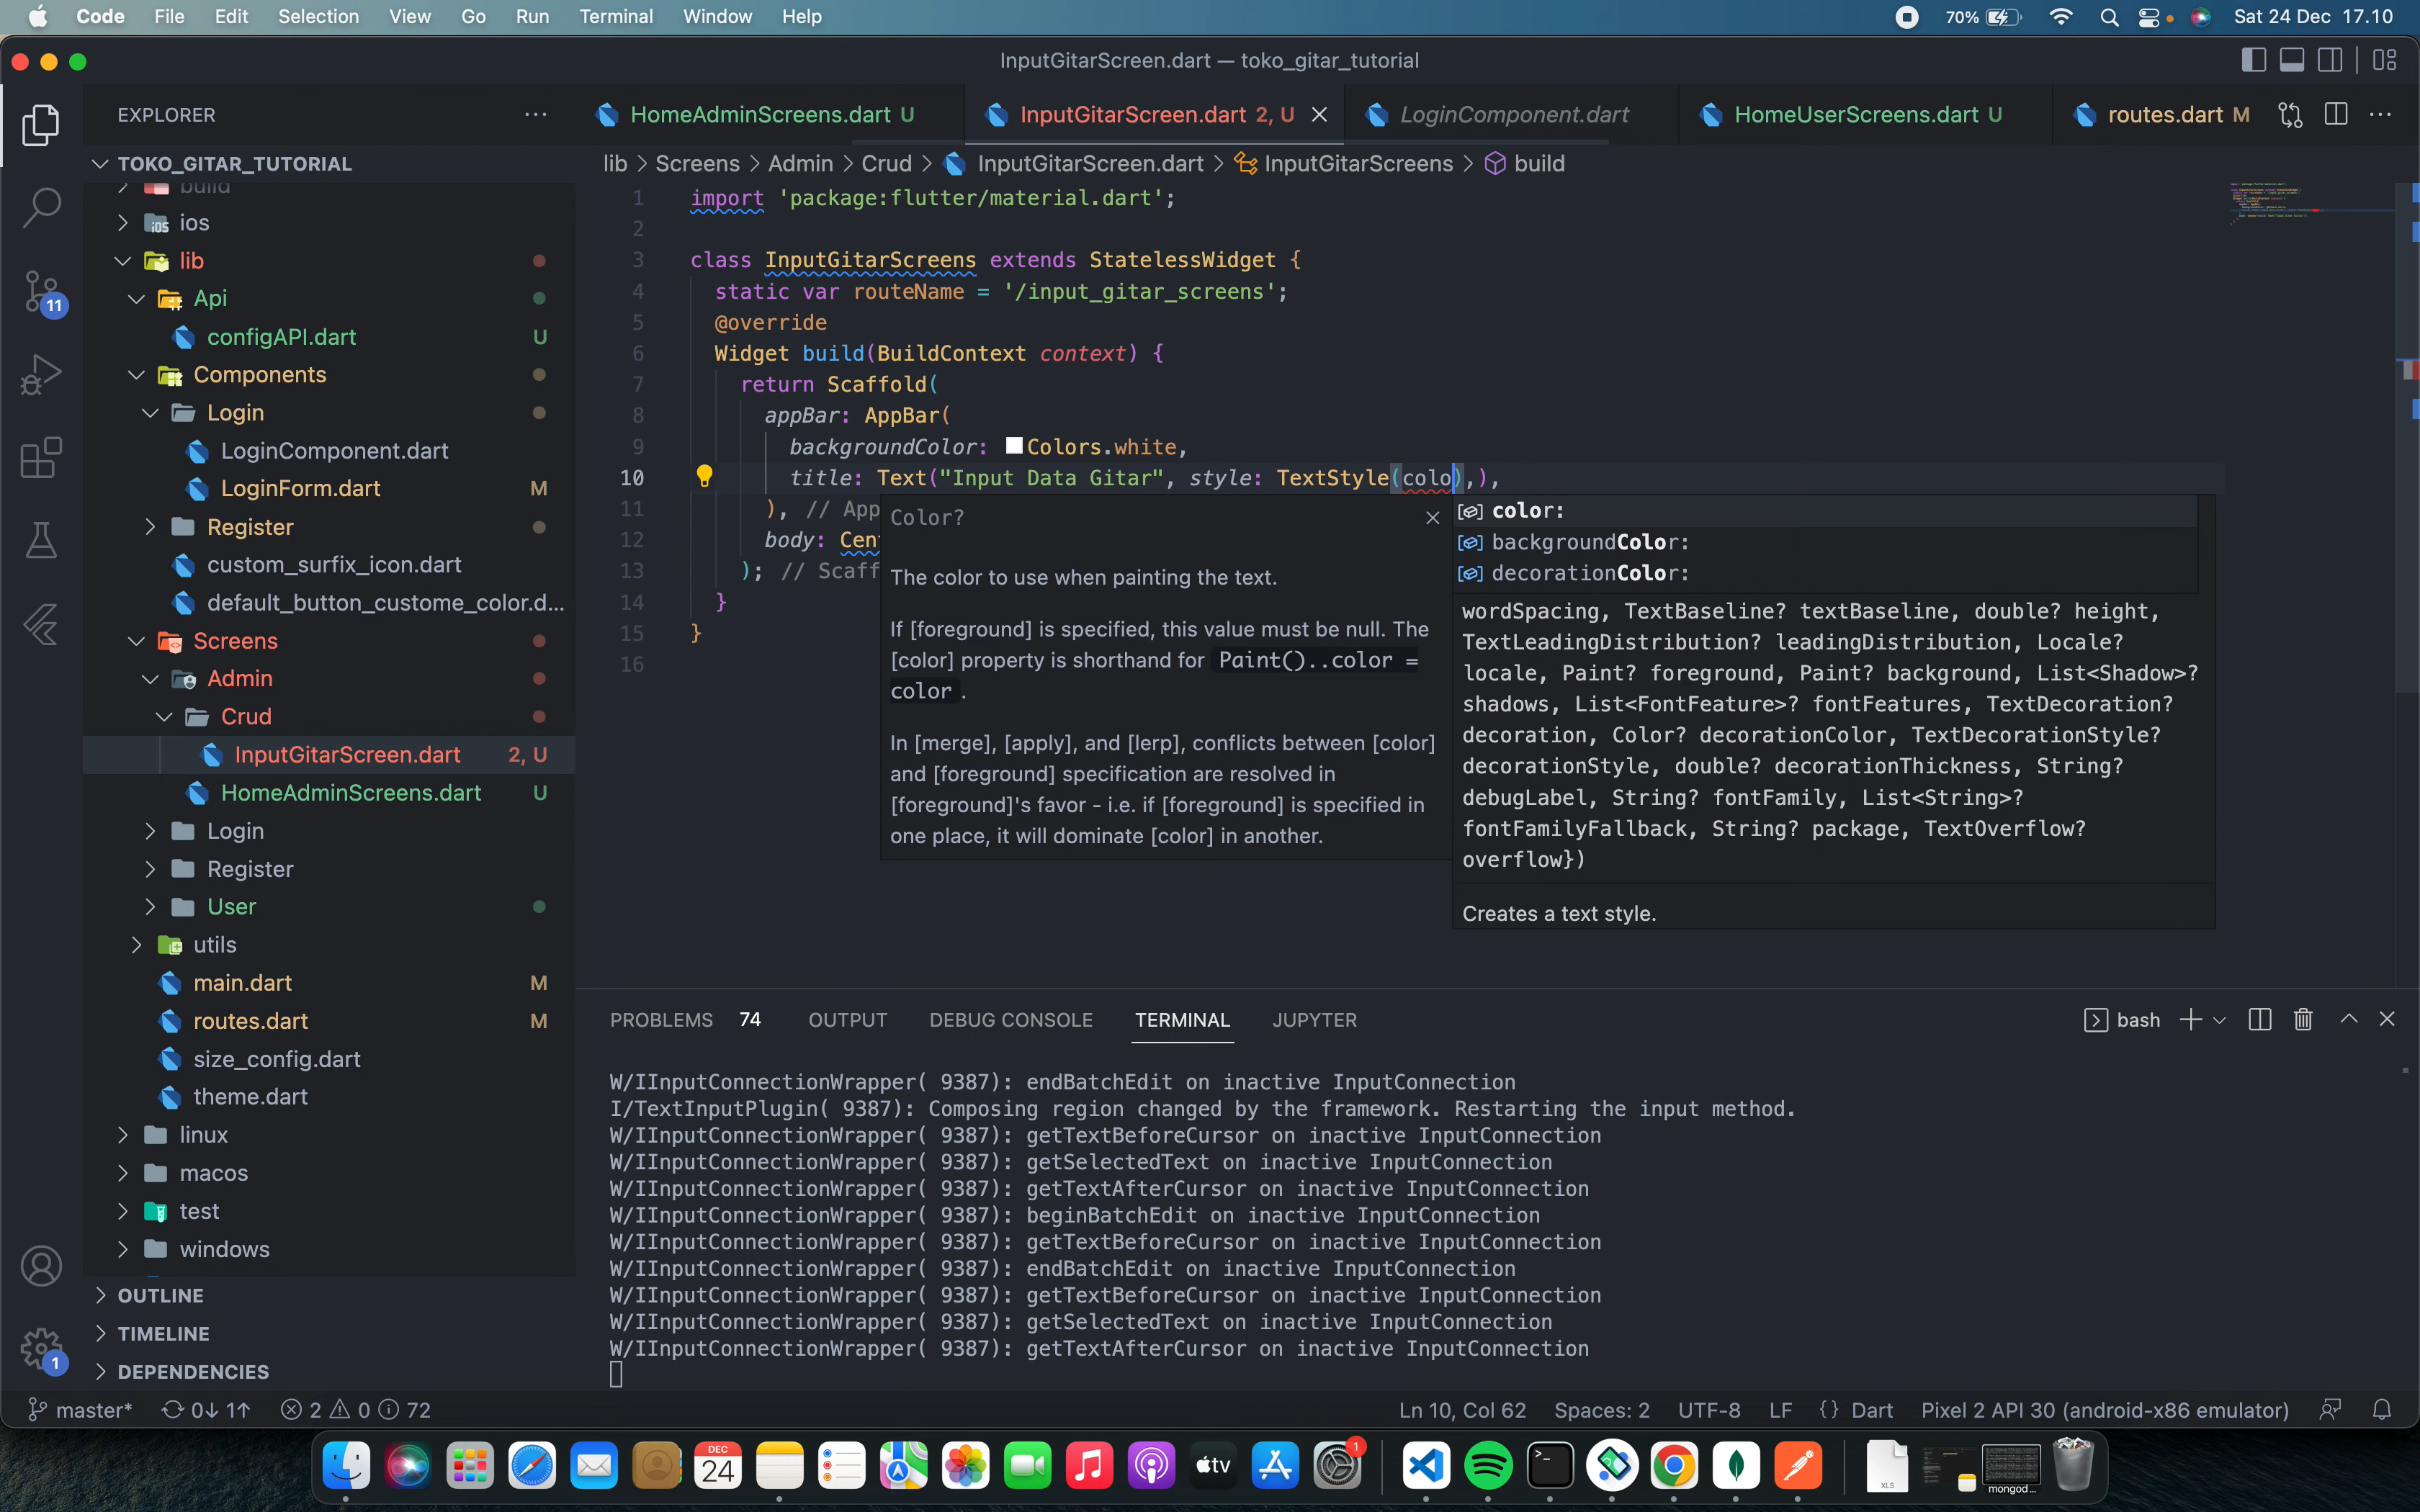 Code File Edit Selection View Go Run Terminal Window Help 70% Sat 24 Dec 17.10
InputGitarScreen.dart — toko_gitar_tutorial
EXPLORER
HomeAdminScreens.dart U InputGitarScreen.dart 2, U LoginComponent.dart HomeUserScreens.dart U routes.dart M
TOKO_GITAR_TUTORIAL
lib > Screens > Admin > Crud > InputGitarScreen.dart > InputGitarScreens > build
build
ios
lib
Api
configAPI.dart U
Components
Login
LoginComponent.dart
LoginForm.dart M
Register
custom_surfix_icon.dart
default_button_custome_color.d...
Screens
Admin
Crud
InputGitarScreen.dart 2, U
HomeAdminScreens.dart U
Login
Register
User
utils
main.dart M
routes.dart M
size_config.dart
theme.dart
linux
macos
test
windows
OUTLINE
TIMELINE
DEPENDENCIES
11
1
1 import 'package:flutter/material.dart';
2
3 class InputGitarScreens extends StatelessWidget {
4 static var routeName = '/input_gitar_screens';
5 @override
6 Widget build(BuildContext context) {
7 return Scaffold(
8 appBar: AppBar(
9 backgroundColor: Colors.white,
10 title: Text("Input Data Gitar", style: TextStyle(colo),),
11 ), // App
12 body: Cen
13 ); // Scaff
14 }
15 }
16
Color?
The color to use when painting the text.
If [foreground] is specified, this value must be null. The
[color] property is shorthand for Paint()..color =
color .
In [merge], [apply], and [lerp], conflicts between [color]
and [foreground] specification are resolved in
[foreground]'s favor - i.e. if [foreground] is specified in
one place, it will dominate [color] in another.
color:
backgroundColor:
decorationColor:
wordSpacing, TextBaseline? textBaseline, double? height,
TextLeadingDistribution? leadingDistribution, Locale?
locale, Paint? foreground, Paint? background, List<Shadow>?
shadows, List<FontFeature>? fontFeatures, TextDecoration?
decoration, Color? decorationColor, TextDecorationStyle?
decorationStyle, double? decorationThickness, String?
debugLabel, String? fontFamily, List<String>?
fontFamilyFallback, String? package, TextOverflow?
overflow})
Creates a text style.
PROBLEMS 74 OUTPUT DEBUG CONSOLE TERMINAL JUPYTER bash
W/IInputConnectionWrapper( 9387): endBatchEdit on inactive InputConnection
I/TextInputPlugin( 9387): Composing region changed by the framework. Restarting the input method.
W/IInputConnectionWrapper( 9387): getTextBeforeCursor on inactive InputConnection
W/IInputConnectionWrapper( 9387): getSelectedText on inactive InputConnection
W/IInputConnectionWrapper( 9387): getTextAfterCursor on inactive InputConnection
W/IInputConnectionWrapper( 9387): beginBatchEdit on inactive InputConnection
W/IInputConnectionWrapper( 9387): getTextBeforeCursor on inactive InputConnection
W/IInputConnectionWrapper( 9387): endBatchEdit on inactive InputConnection
W/IInputConnectionWrapper( 9387): getTextBeforeCursor on inactive InputConnection
W/IInputConnectionWrapper( 9387): getSelectedText on inactive InputConnection
W/IInputConnectionWrapper( 9387): getTextAfterCursor on inactive InputConnection
master* 0↓ 1↑ 2 0 72 Ln 10, Col 62 Spaces: 2 UTF-8 LF {} Dart Pixel 2 API 30 (android-x86 emulator)
DEC
24
tv
1
XLS
mongod...